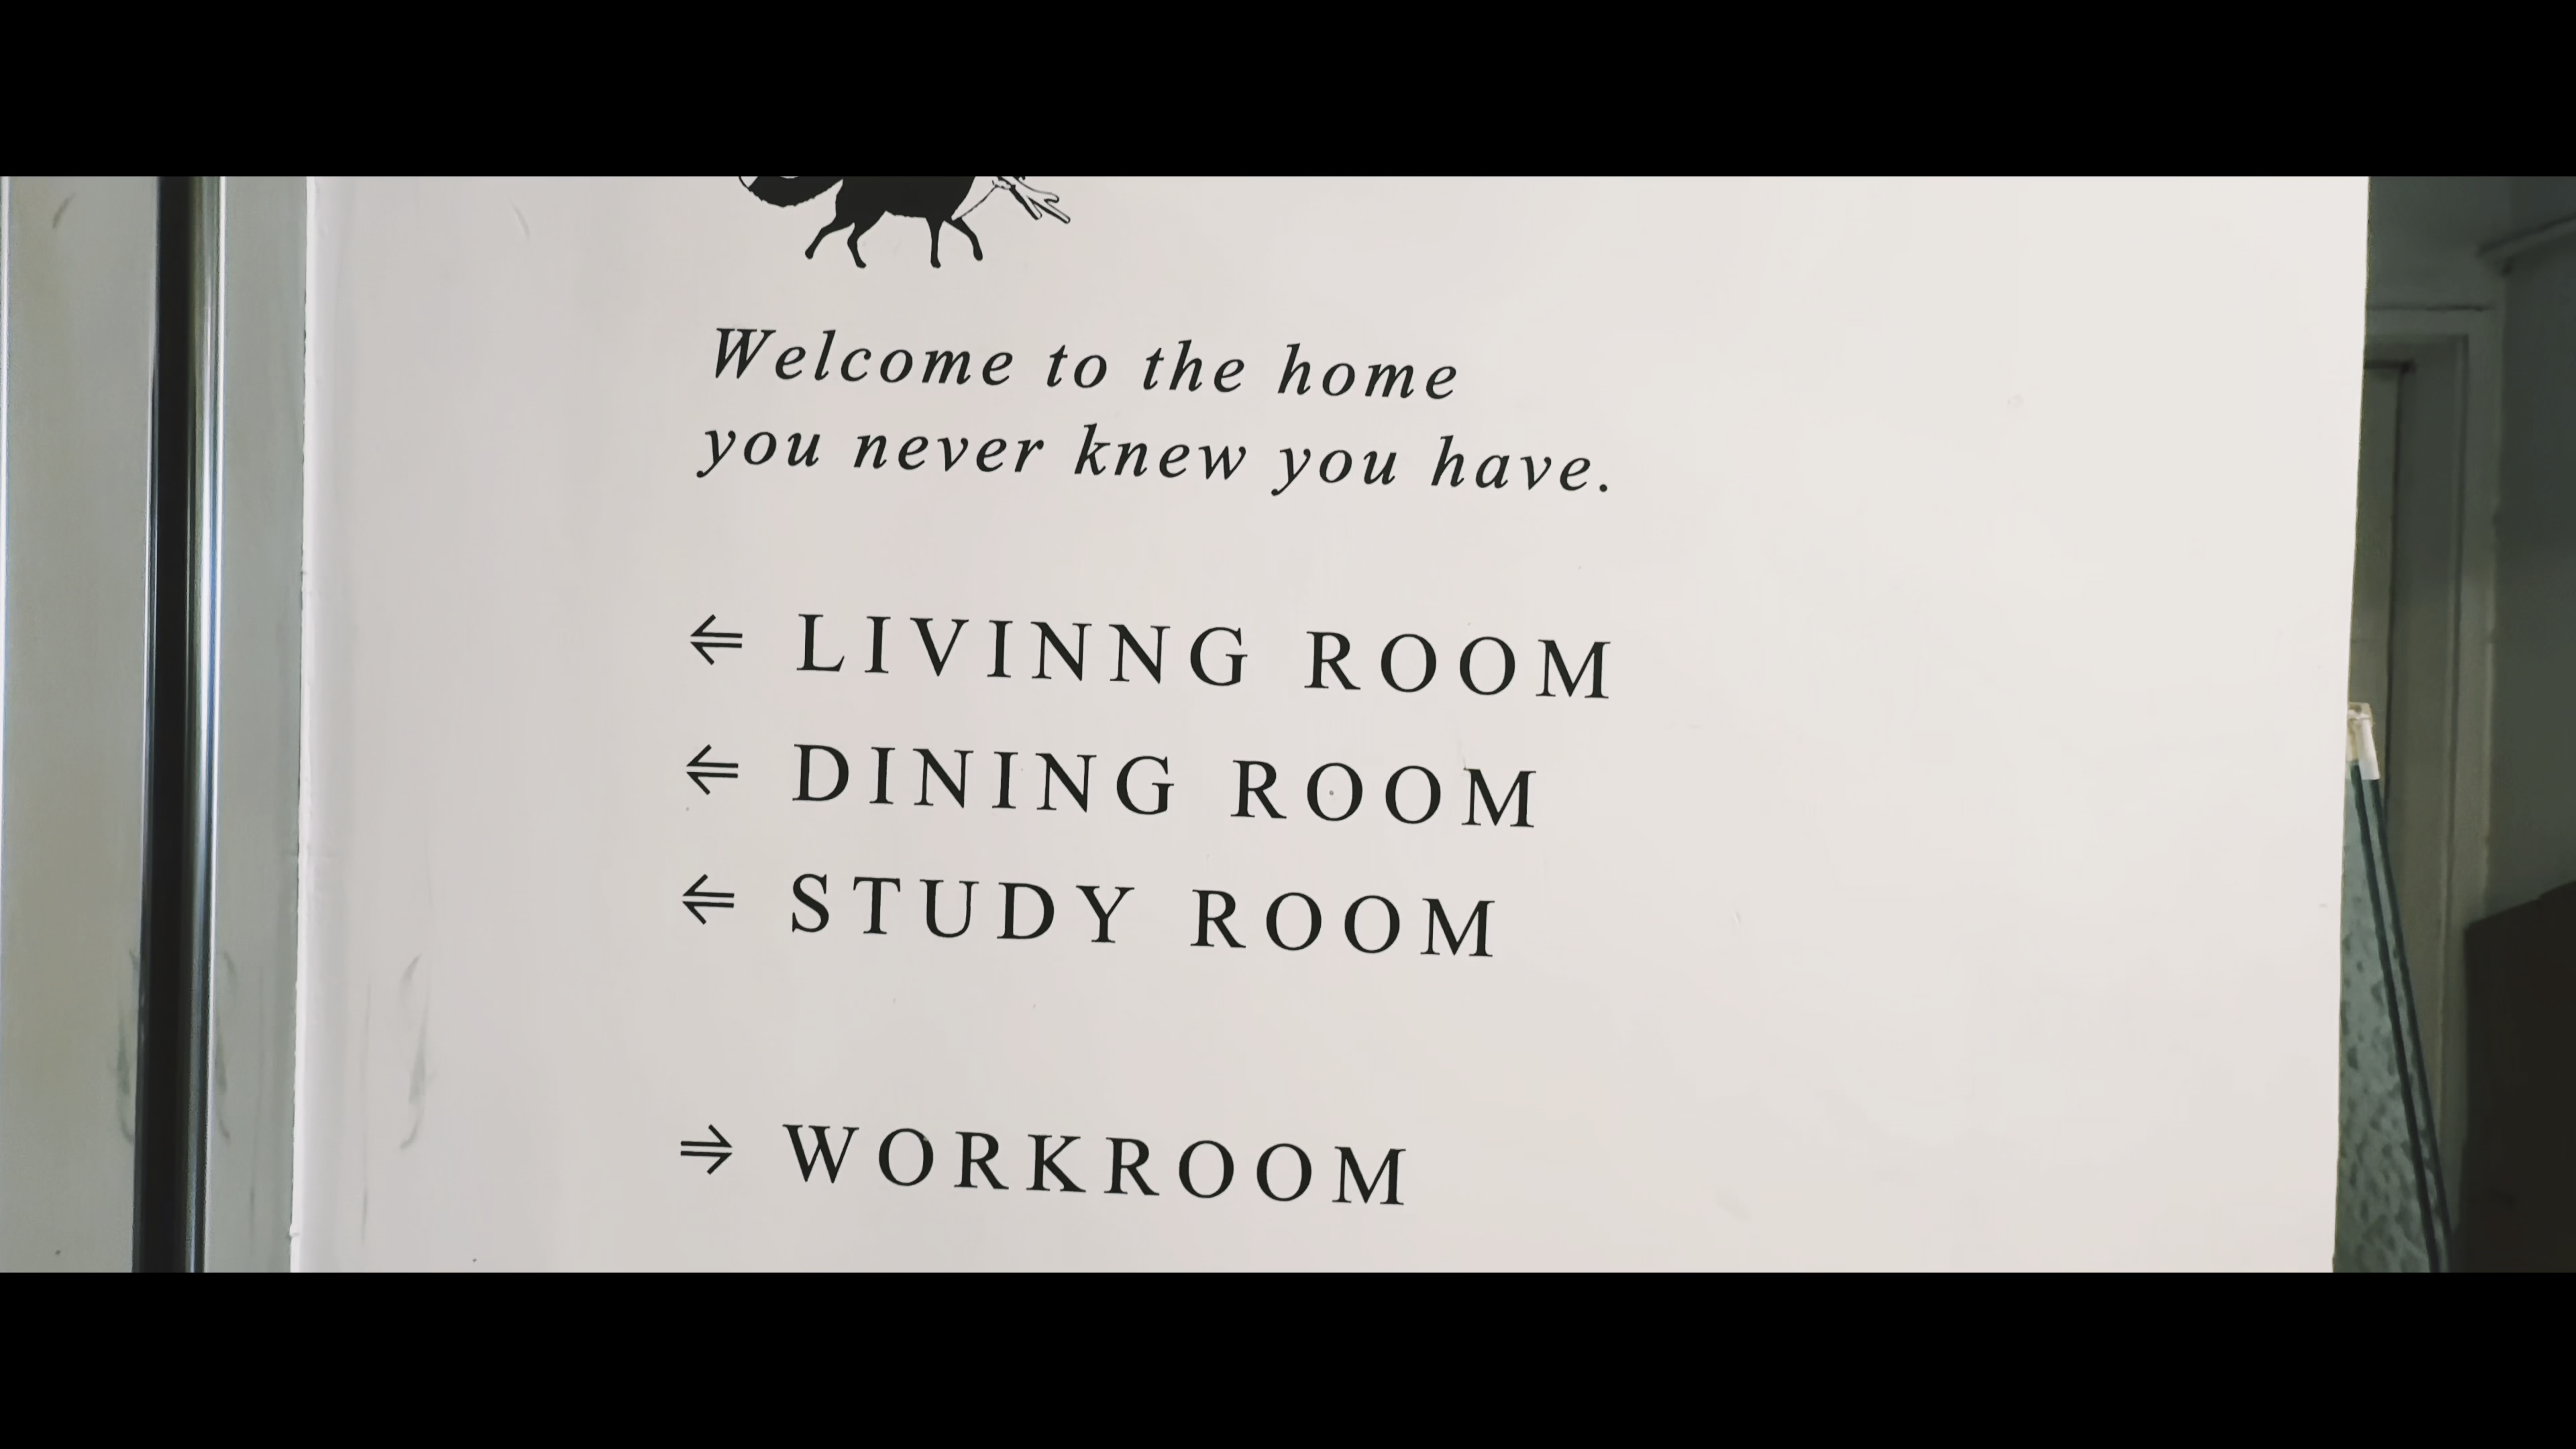 Welcome to the home
you never knew you have.
⇐ LIVINNG ROOM
⇐ DINING ROOM
⇐ STUDY ROOM
⇒ WORKROOM